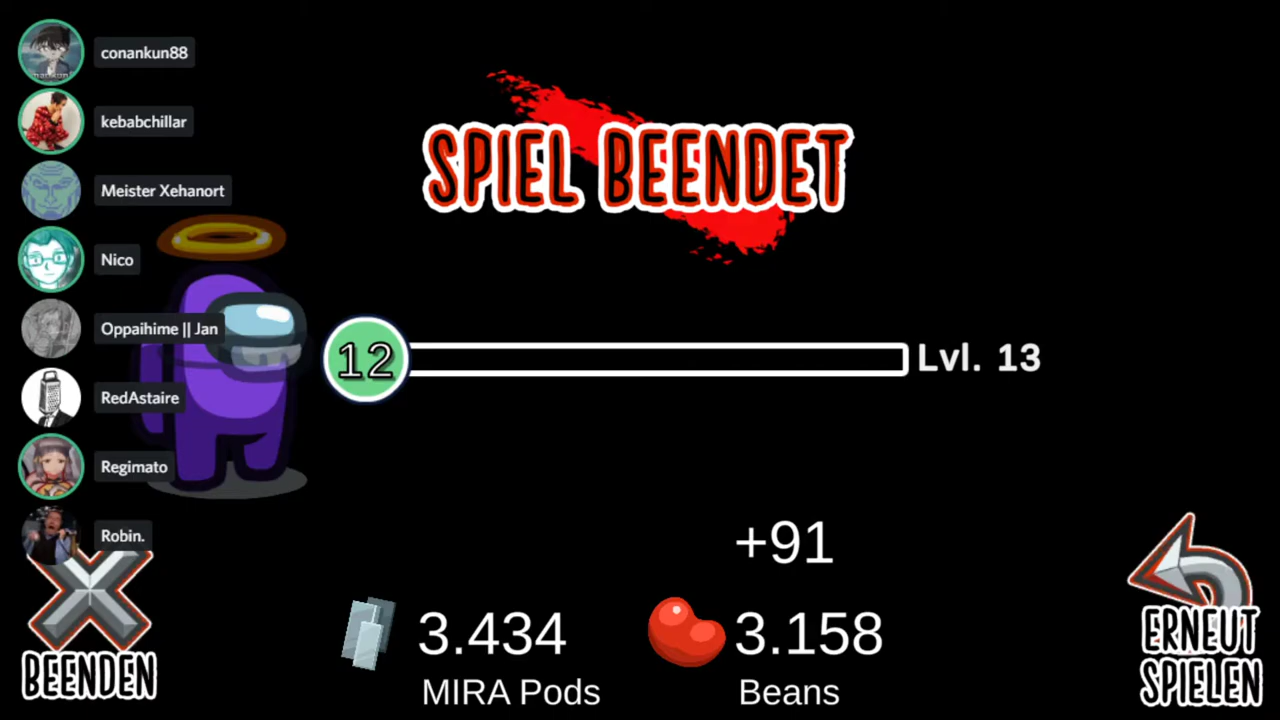 conankun88
kebabchillar
Meister Xehanort
Nico
Oppaihime || Jan
RedAstaire
Regimato
Robin.
SPIEL BEENDET
12
Lvl. 13
+91
3.434
MIRA Pods
3.158
Beans
BEENDEN
ERNEUT
SPIELEN